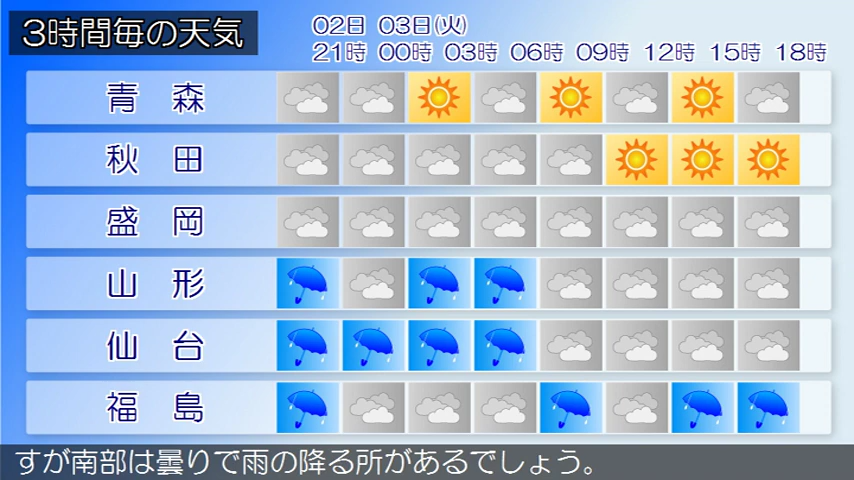 3時間毎の天気
02日 03日(火)
21時 00時 03時 06時 09時 12時 15時 18時
青森
秋田
盛岡
山形
仙台
福島
すが南部は曇りで雨の降る所があるでしょう。